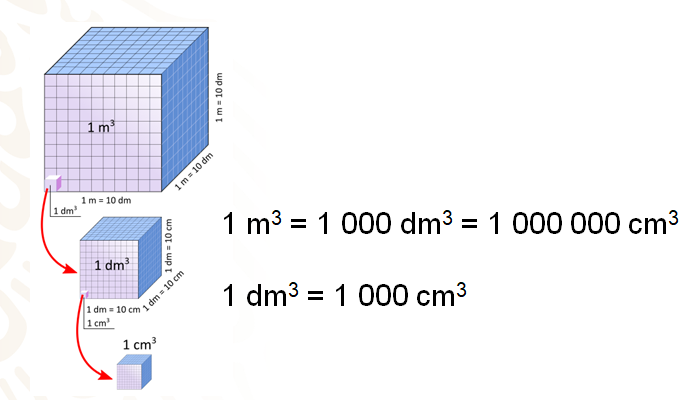 1 m³
1 m = 10 dm
1 m = 10 dm
1 m = 10 dm
1 dm³
1 dm³
1 dm = 10 cm
1 dm = 10 cm
1 dm = 10 cm
1 cm³
1 cm³
1 m³ = 1 000 dm³ = 1 000 000 cm³
1 dm³ = 1 000 cm³